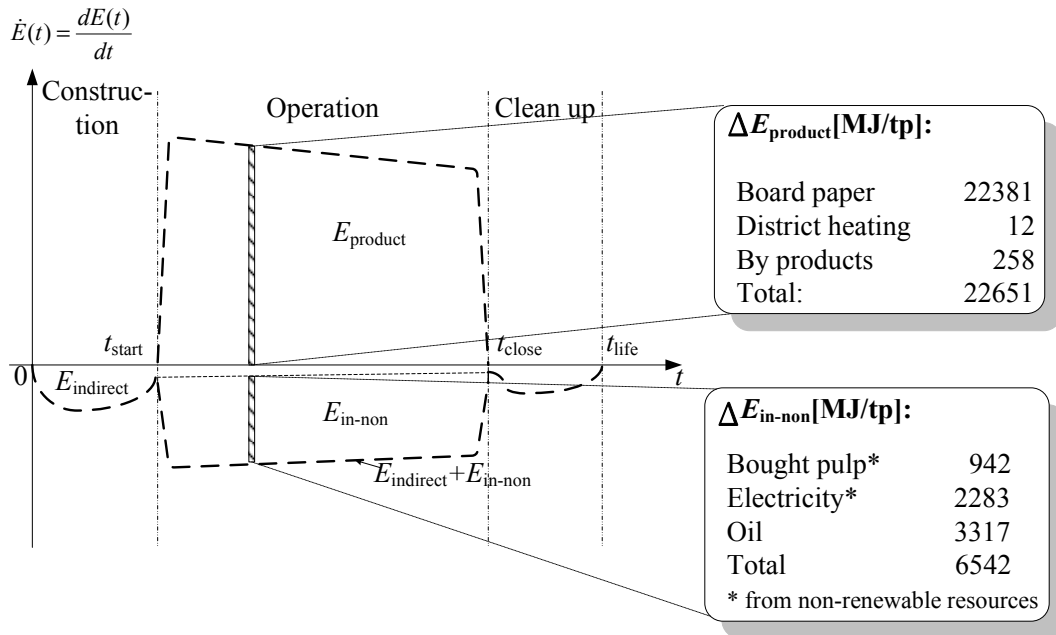 Ė(t) = dE(t)/dt
Construc-
tion
Operation
Clean up
ΔEproduct[MJ/tp]:
Board paper 22381
District heating 12
By products 258
Total: 22651
Eproduct
tstart
tclose
tlife
0
t
Eindirect
Ein-non
Eindirect+Ein-non
ΔEin-non[MJ/tp]:
Bought pulp* 942
Electricity* 2283
Oil 3317
Total 6542
* from non-renewable resources